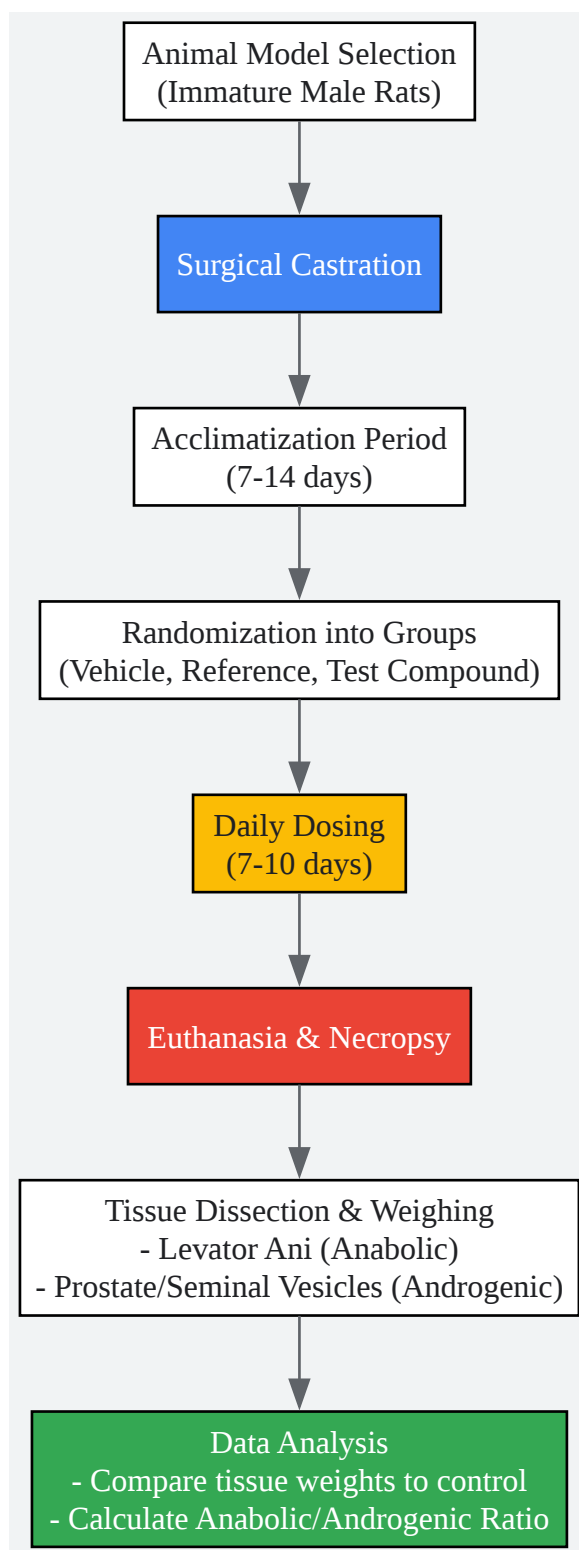 Animal Model Selection
(Immature Male Rats)
Surgical Castration
Acclimatization Period
(7-14 days)
Randomization into Groups
(Vehicle, Reference, Test Compound)
Daily Dosing
(7-10 days)
Euthanasia & Necropsy
Tissue Dissection & Weighing
- Levator Ani (Anabolic)
- Prostate/Seminal Vesicles (Androgenic)
Data Analysis
- Compare tissue weights to control
- Calculate Anabolic/Androgenic Ratio